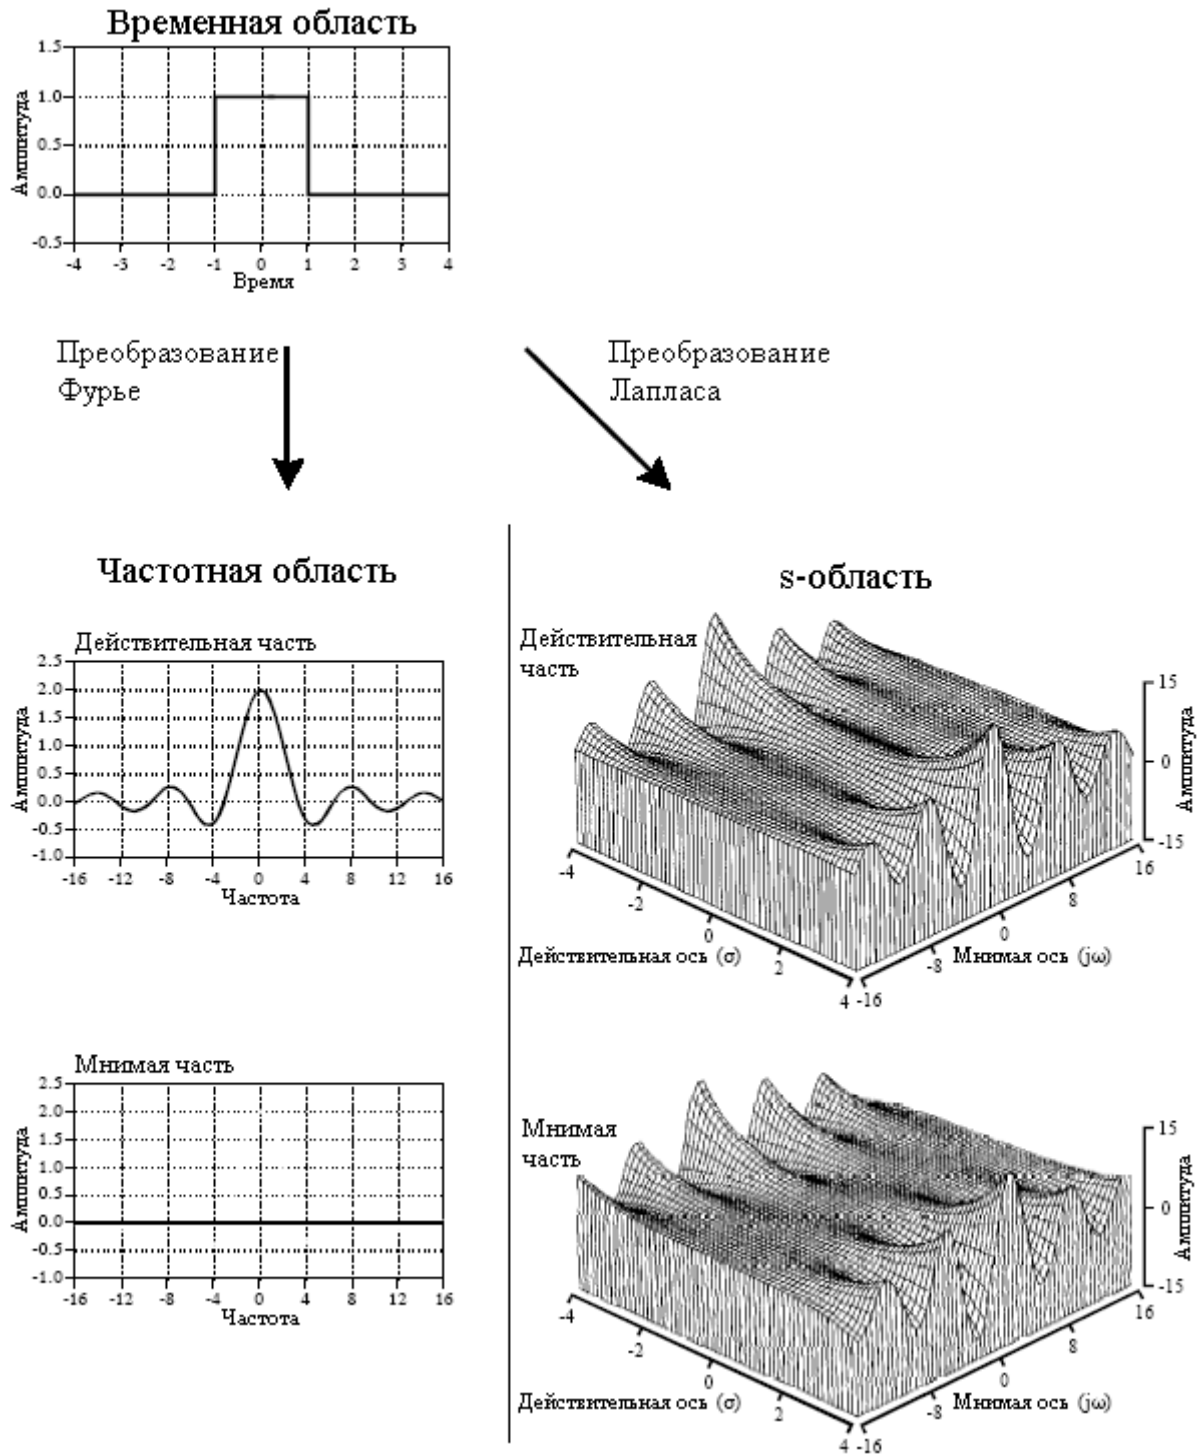 Временная область
1.5
1.0
0.5
0.0
-0.5
Амплитуда
-4 -3 -2 -1 0 1 2 3 4
Время
Преобразование
Фурье
Преобразование
Лапласа
Частотная область
Действительная часть
2.5
2.0
1.5
1.0
0.5
0.0
-0.5
-1.0
Амплитуда
-16 -12 -8 -4 0 4 8 12 16
Частота
Мнимая часть
2.5
2.0
1.5
1.0
0.5
0.0
-0.5
-1.0
Амплитуда
-16 -12 -8 -4 0 4 8 12 16
Частота
s-область
Действительная
часть
15
0
-15
Амплитуда
-4
-2
0
2
4
Действительная ось (σ)
-16
-8
0
8
16
Мнимая ось (jω)
Мнимая
часть
15
0
-15
Амплитуда
-4
-2
0
2
4
Действительная ось (σ)
-16
-8
0
8
16
Мнимая ось (jω)